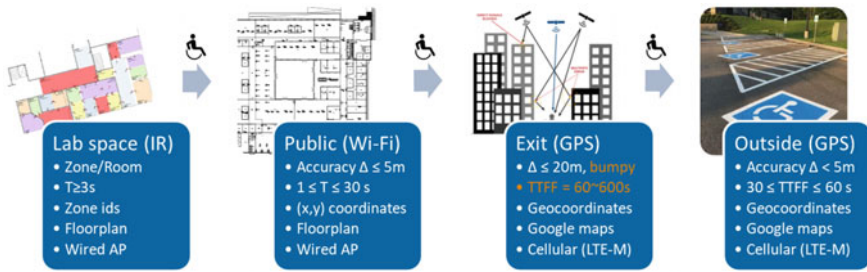 Lab space (IR)
• Zone/Room
• T≥3s
• Zone ids
• Floorplan
• Wired AP
Public (Wi-Fi)
• Accuracy Δ ≤ 5m
• 1 ≤ T ≤ 30 s
• (x,y) coordinates
• Floorplan
• Wired AP
Exit (GPS)
• Δ ≤ 20m, bumpy
• TTFF = 60~600s
• Geocoordinates
• Google maps
• Cellular (LTE-M)
Outside (GPS)
• Accuracy Δ < 5m
• 30 ≤ TTFF ≤ 60 s
• Geocoordinates
• Google maps
• Cellular (LTE-M)